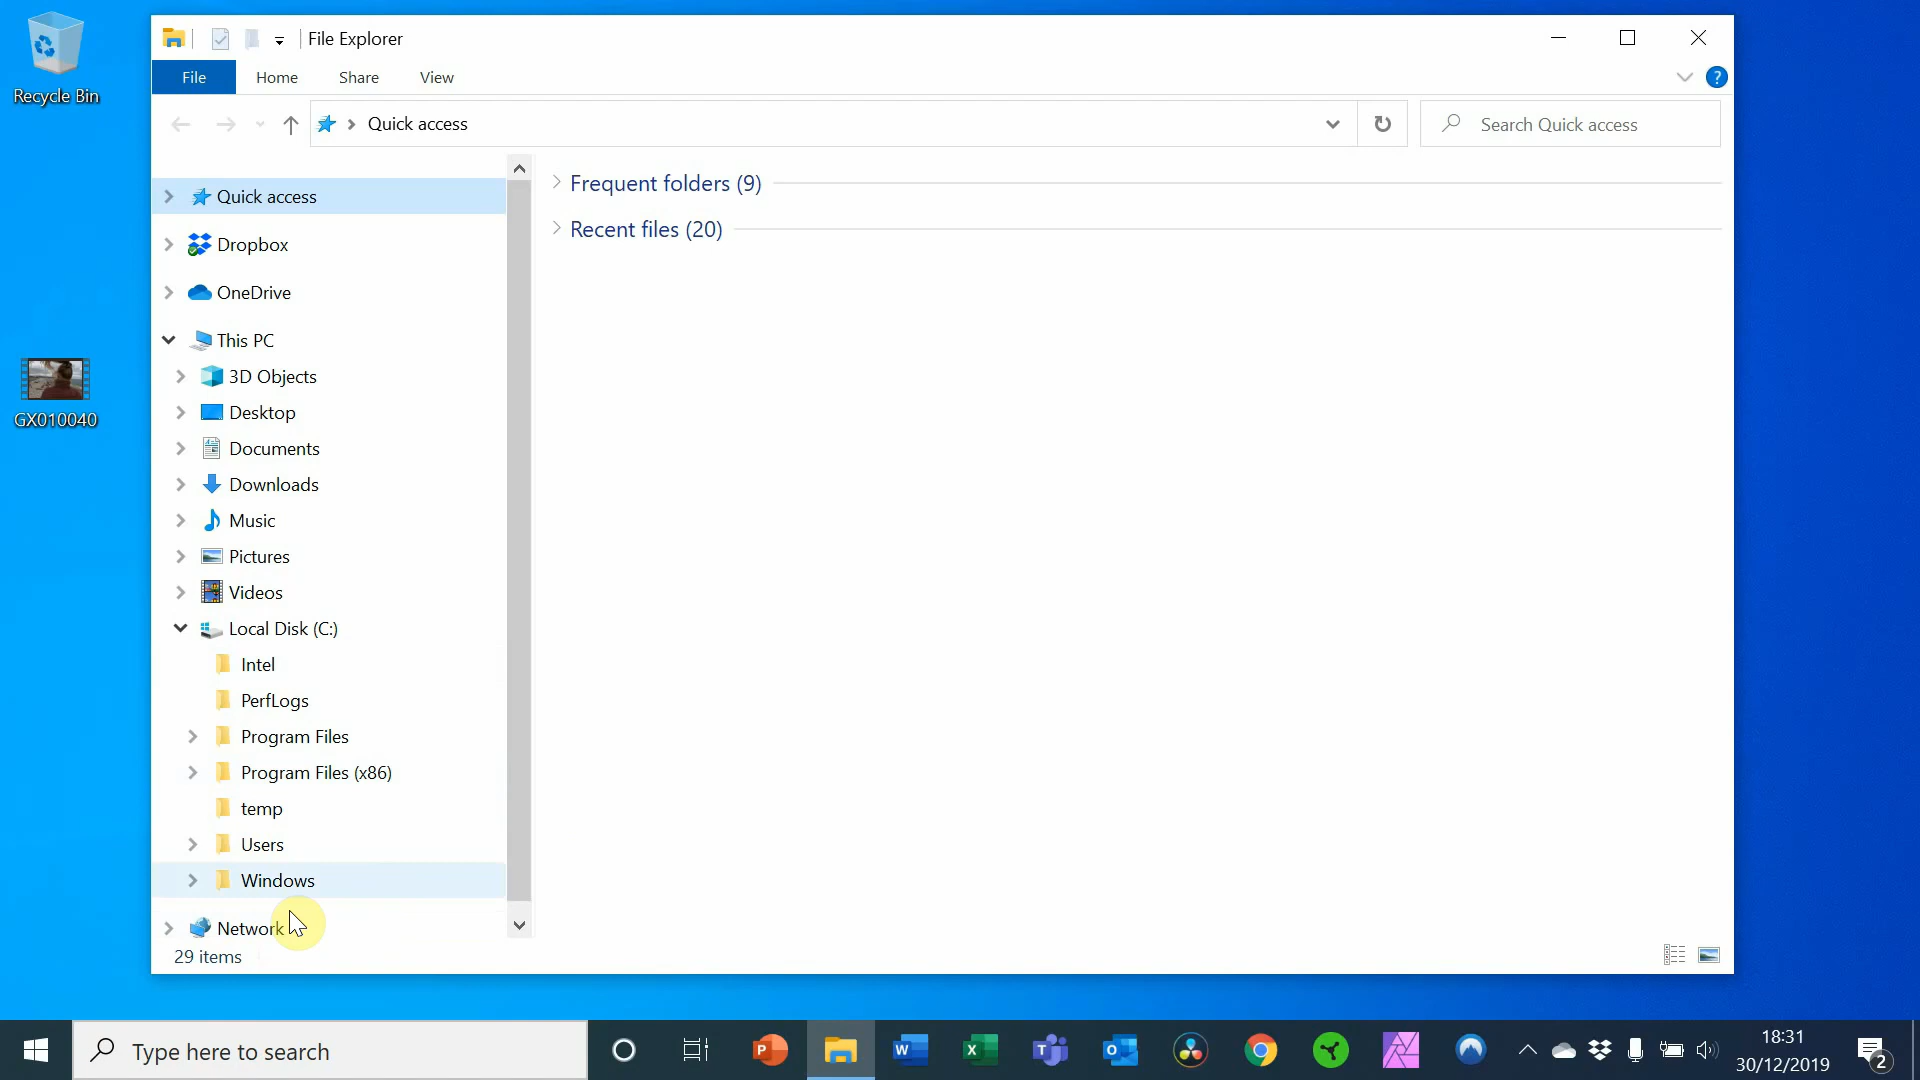 Recycle Bin
GX010040
File Explorer
File
Home
Share
View
?
Quick access
Search Quick access
Quick access
Dropbox
OneDrive
This PC
3D Objects
Desktop
Documents
Downloads
Music
Pictures
Videos
Local Disk (C:)
Intel
PerfLogs
Program Files
Program Files (x86)
temp
Users
Windows
Network
29 items
Frequent folders (9)
Recent files (20)
Type here to search
P
W
X
T
O
18:31
30/12/2019
2